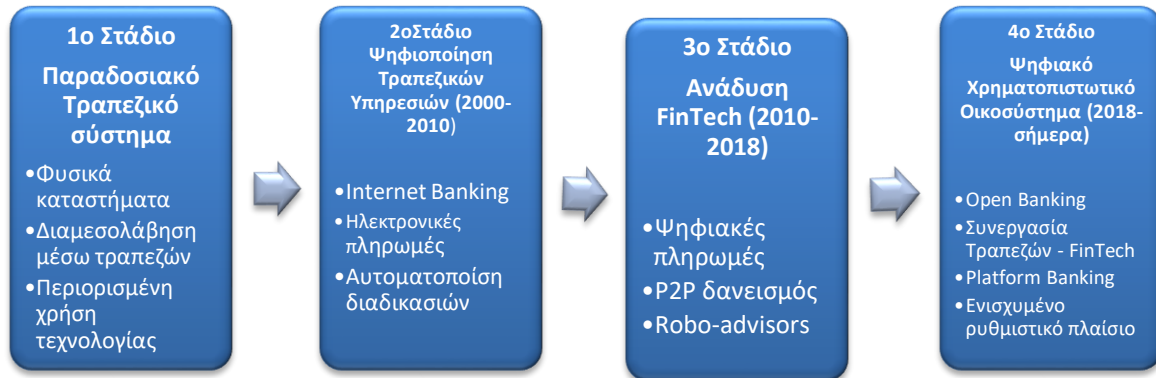 1ο Στάδιο
Παραδοσιακό
Τραπεζικό
σύστημα
•Φυσικά
καταστήματα
•Διαμεσολάβηση
μέσω τραπεζών
•Περιορισμένη
χρήση
τεχνολογίας
2οΣτάδιο
Ψηφιοποίηση
Τραπεζικών
Υπηρεσιών (2000-
2010)
•Internet Banking
•Ηλεκτρονικές
πληρωμές
•Αυτοματοποίση
διαδικασιών
3ο Στάδιο
Ανάδυση
FinTech (2010-
2018)
•Ψηφιακές
πληρωμές
•P2P δανεισμός
•Robo-advisors
4ο Στάδιο
Ψηφιακό
Χρηματοπιστωτικό
Οικοσύστημα (2018-
σήμερα)
•Open Banking
•Συνεργασία
Τραπεζών - FinTech
•Platform Banking
•Ενισχυμένο
ρυθμιστικό πλαίσιο